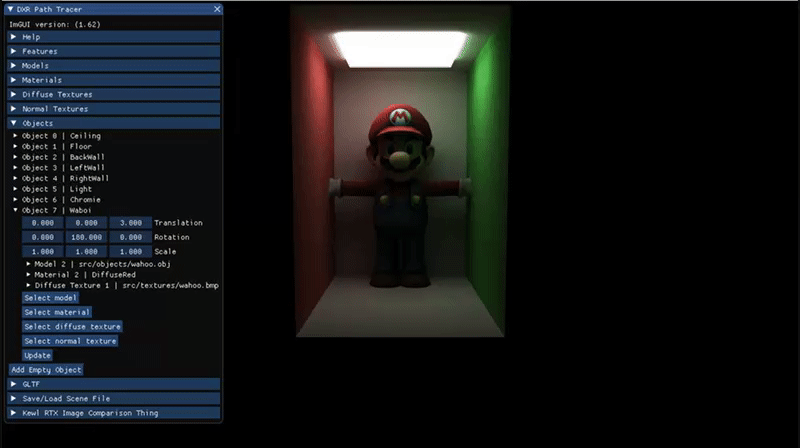 DXR Path Tracer
ImGUI version: (1.62)
Help
Features
Models
Materials
Diffuse Textures
Normal Textures
Objects
Object 0 | Ceiling
Object 1 | Floor
Object 2 | BackWall
Object 3 | LeftWall
Object 4 | RightWall
Object 5 | Light
Object 6 | Chromie
Object 7 | Waboi
0.000 0.000 3.800 Translation
0.000 180.000 0.000 Rotation
1.000 1.000 1.000 Scale
Model 2 | src/objects/wahoo.obj
Material 2 | DiffuseRed
Diffuse Texture 1 | src/textures/wahoo.bmp
Select model
Select material
Select diffuse texture
Select normal texture
Update
Add Empty Object
GLTF
Save/Load Scene File
Kewl RTX Image Comparison Thing
M